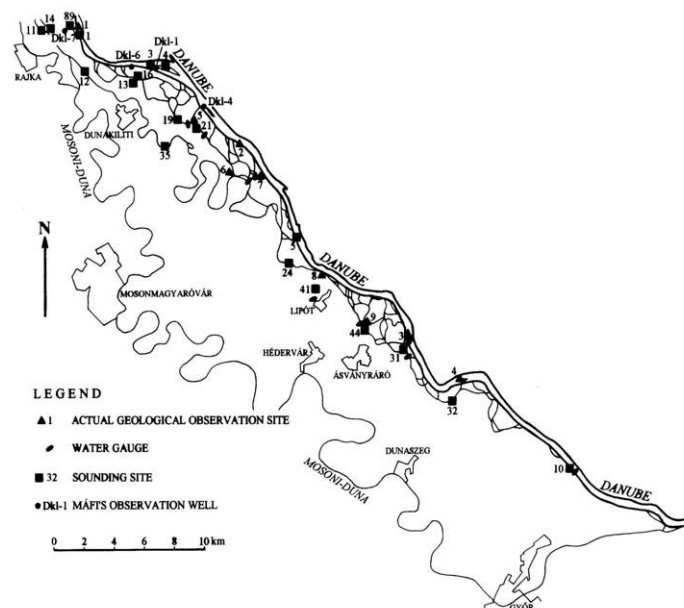 89
14
1
11
Dkl-7
1
RAJKA
12
Dkl-6
3
Dkl-1
4
16
13
DANUBE
Dkl-4
DUNAKILITI
19
5
21
MOSONI-DUNA
35
2
6
7
N
5
DANUBE
24
8
MOSONMAGYARÓVÁR
41
LIPÓT
9
44
3
31
HÉDERVÁR
ÁSVÁNYRÁRÓ
4
32
LEGEND
1 ACTUAL GEOLOGICAL OBSERVATION SITE
WATER GAUGE
32 SOUNDING SITE
Dkl-1 MÁFI'S OBSERVATION WELL
0 2 4 6 8 10 km
DUNASZEG
MOSONI-DUNA
10
DANUBE
GYŐR